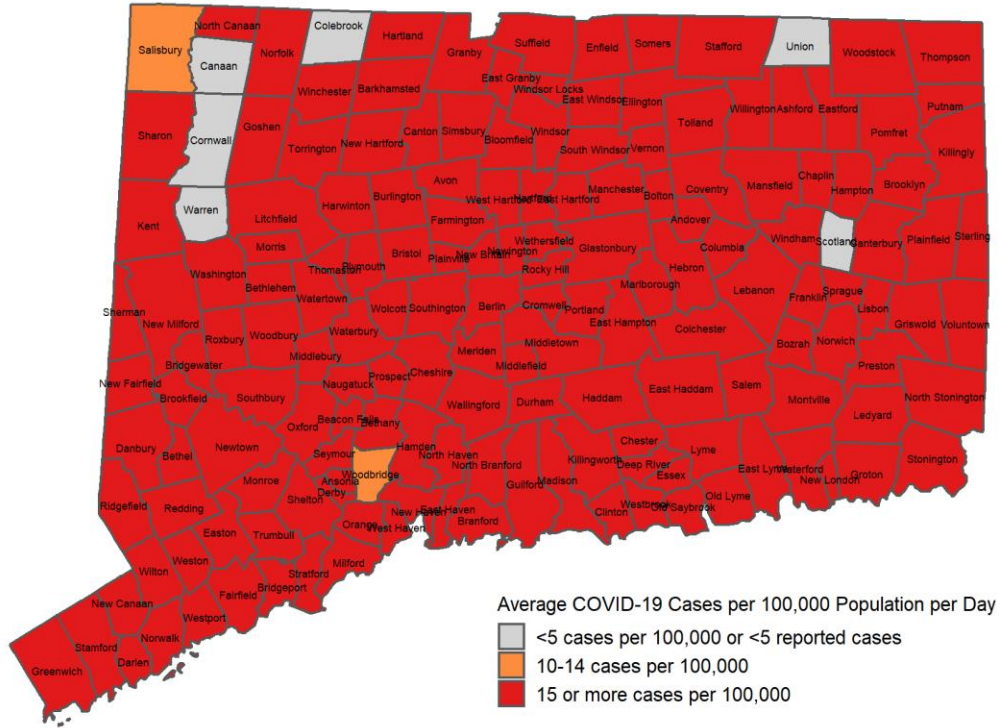 Salisbury
North Canaan
Canaan
Norfolk
Colebrook
Hartland
Granby
Suffield
Enfield
Somers
Stafford
Union
Woodstock
Thompson
Winchester
Barkhamsted
East Granby
Windsor Locks
East Windsor
Ellington
Willington
Ashford
Eastford
Putnam
Sharon
Cornwall
Goshen
Torrington
New Hartford
Canton
Simsbury
Bloomfield
Windsor
South Windsor
Vernon
Tolland
Pomfret
Killingly
Kent
Warren
Litchfield
Harwinton
Burlington
Avon
West Hartford
Hartford
East Hartford
Manchester
Bolton
Coventry
Mansfield
Chaplin
Hampton
Brooklyn
Morris
Farmington
Wethersfield
Newington
Glastonbury
Andover
Columbia
Windham
Scotland
Canterbury
Plainfield
Sterling
Washington
Bethlehem
Thomaston
Plymouth
Bristol
Plainville
New Britain
Rocky Hill
Hebron
Marlborough
Lebanon
Franklin
Sprague
Lisbon
Sherman
New Milford
Roxbury
Woodbury
Watertown
Waterbury
Wolcott
Southington
Berlin
Cromwell
Portland
East Hampton
Colchester
Bozrah
Norwich
Griswold
Voluntown
Bridgewater
Middlebury
Meriden
Middletown
Middlefield
Preston
New Fairfield
Brookfield
Southbury
Naugatuck
Prospect
Cheshire
Wallingford
Durham
Haddam
East Haddam
Salem
Montville
Ledyard
North Stonington
Danbury
Bethel
Newtown
Oxford
Beacon Falls
Bethany
Hamden
North Haven
North Branford
Killingworth
Chester
Lyme
Seymour
Woodbridge
Ansonia
Derby
Monroe
Shelton
Guilford
Madison
Deep River
Essex
East Lyme
Waterford
New London
Groton
Stonington
Ridgefield
Redding
Easton
Trumbull
Orange
New Haven
West Haven
East Haven
Branford
Clinton
Westbrook
Old Saybrook
Old Lyme
Wilton
Weston
Fairfield
Bridgeport
Stratford
Milford
New Canaan
Westport
Norwalk
Greenwich
Stamford
Darien
Average COVID-19 Cases per 100,000 Population per Day
<5 cases per 100,000 or <5 reported cases
10-14 cases per 100,000
15 or more cases per 100,000